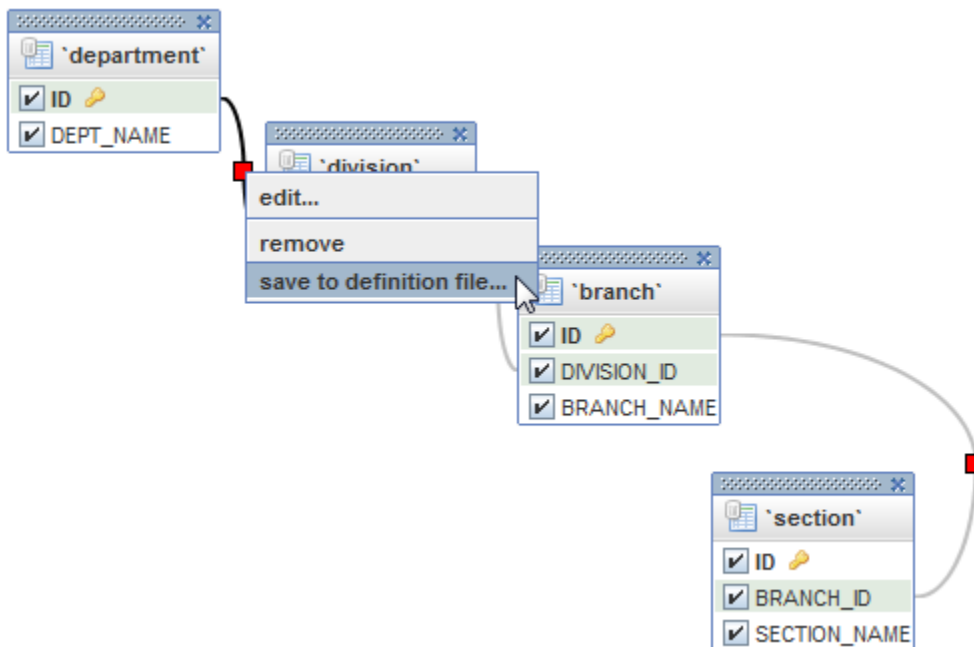 `department`
ID
DEPT_NAME
`division`
edit...
remove
save to definition file...
`branch`
ID
DIVISION_ID
BRANCH_NAME
`section`
ID
BRANCH_ID
SECTION_NAME